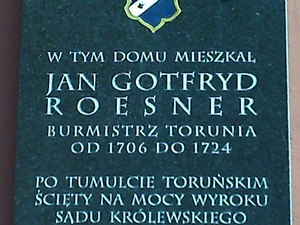 W TYM DOMU MIESZKAŁ
JAN GOTFRYD
ROESNER
BURMISTRZ TORUNIA
OD 1706 DO 1724
PO TUMULCIE TORUŃSKIM
ŚCIĘTY NA MOCY WYROKU
SĄDU KRÓLEWSKIEGO